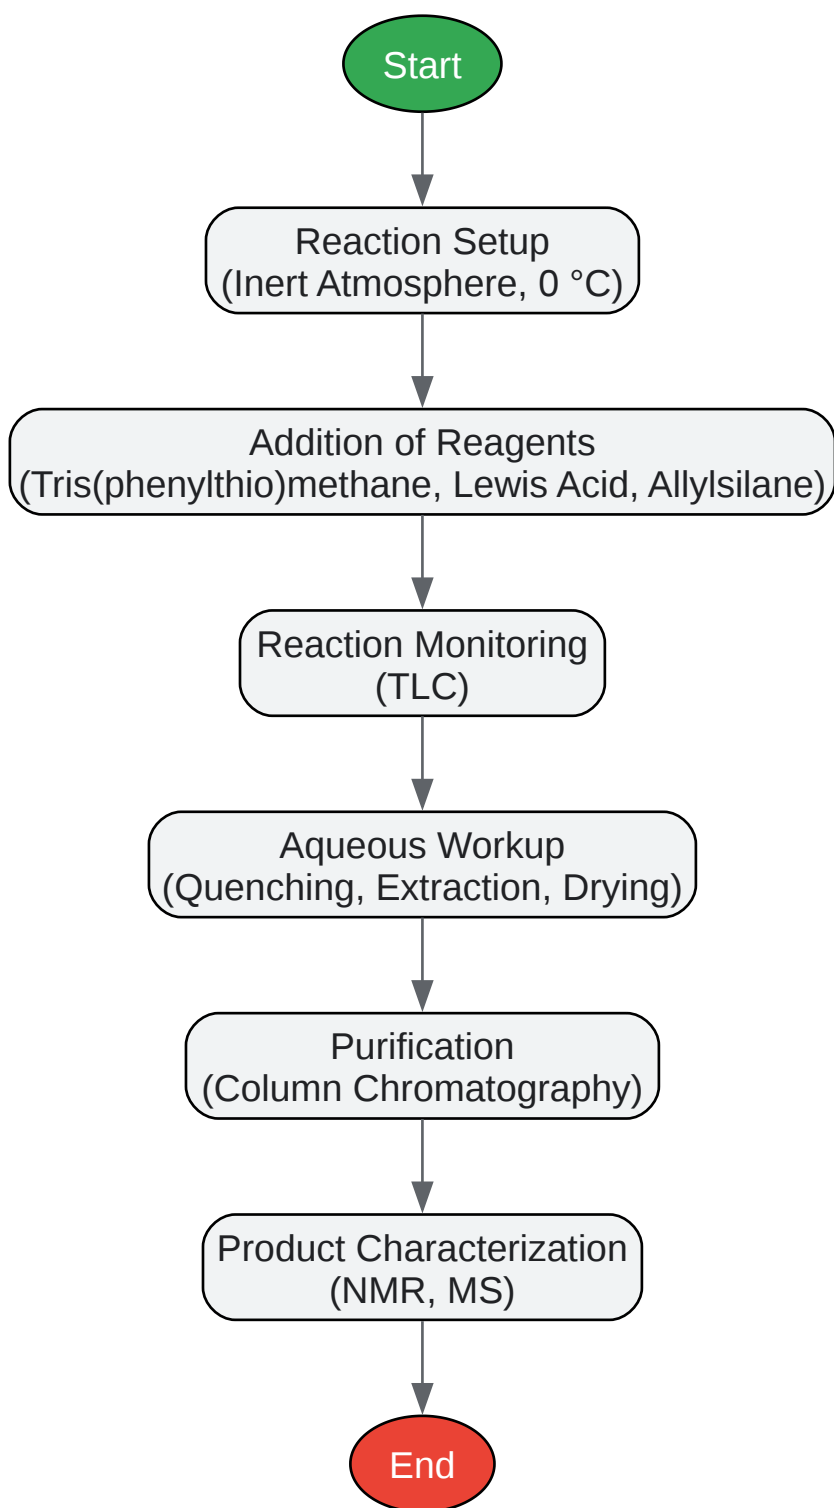 Start
Reaction Setup
(Inert Atmosphere, 0 °C)
Addition of Reagents
(Tris(phenylthio)methane, Lewis Acid, Allylsilane)
Reaction Monitoring
(TLC)
Aqueous Workup
(Quenching, Extraction, Drying)
Purification
(Column Chromatography)
Product Characterization
(NMR, MS)
End